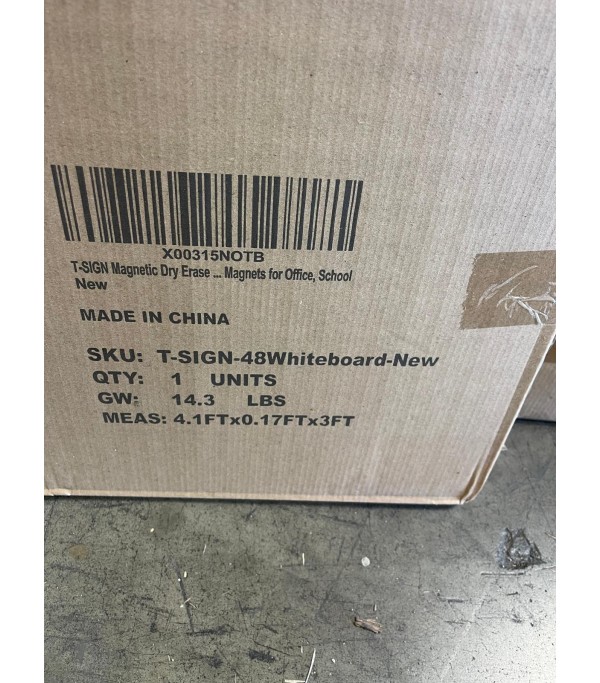 X00315NOTB
T-SIGN Magnetic Dry Erase ... Magnets for Office, School
New
MADE IN CHINA
SKU: T-SIGN-48Whiteboard-New
QTY: 1 UNITS
GW: 14.3 LBS
MEAS: 4.1FTx0.17FTx3FT